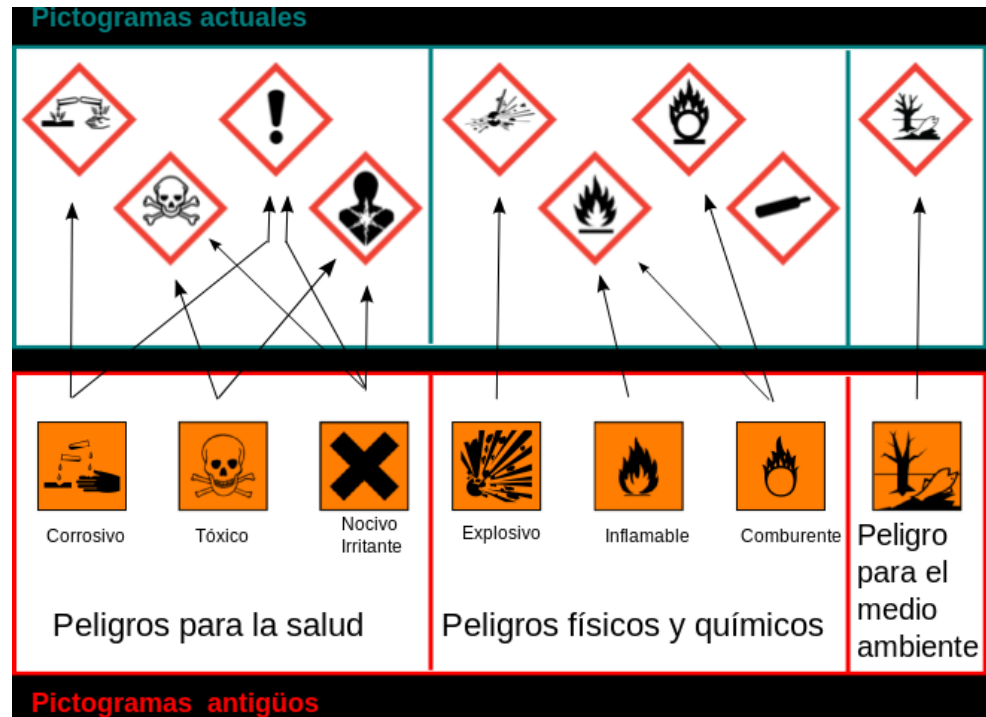 Pictogramas actuales
Corrosivo
Tóxico
Nocivo
Irritante
Explosivo
Inflamable
Comburente
Peligro
para el
medio
ambiente
Peligros para la salud
Peligros físicos y químicos
Pictogramas antigüos